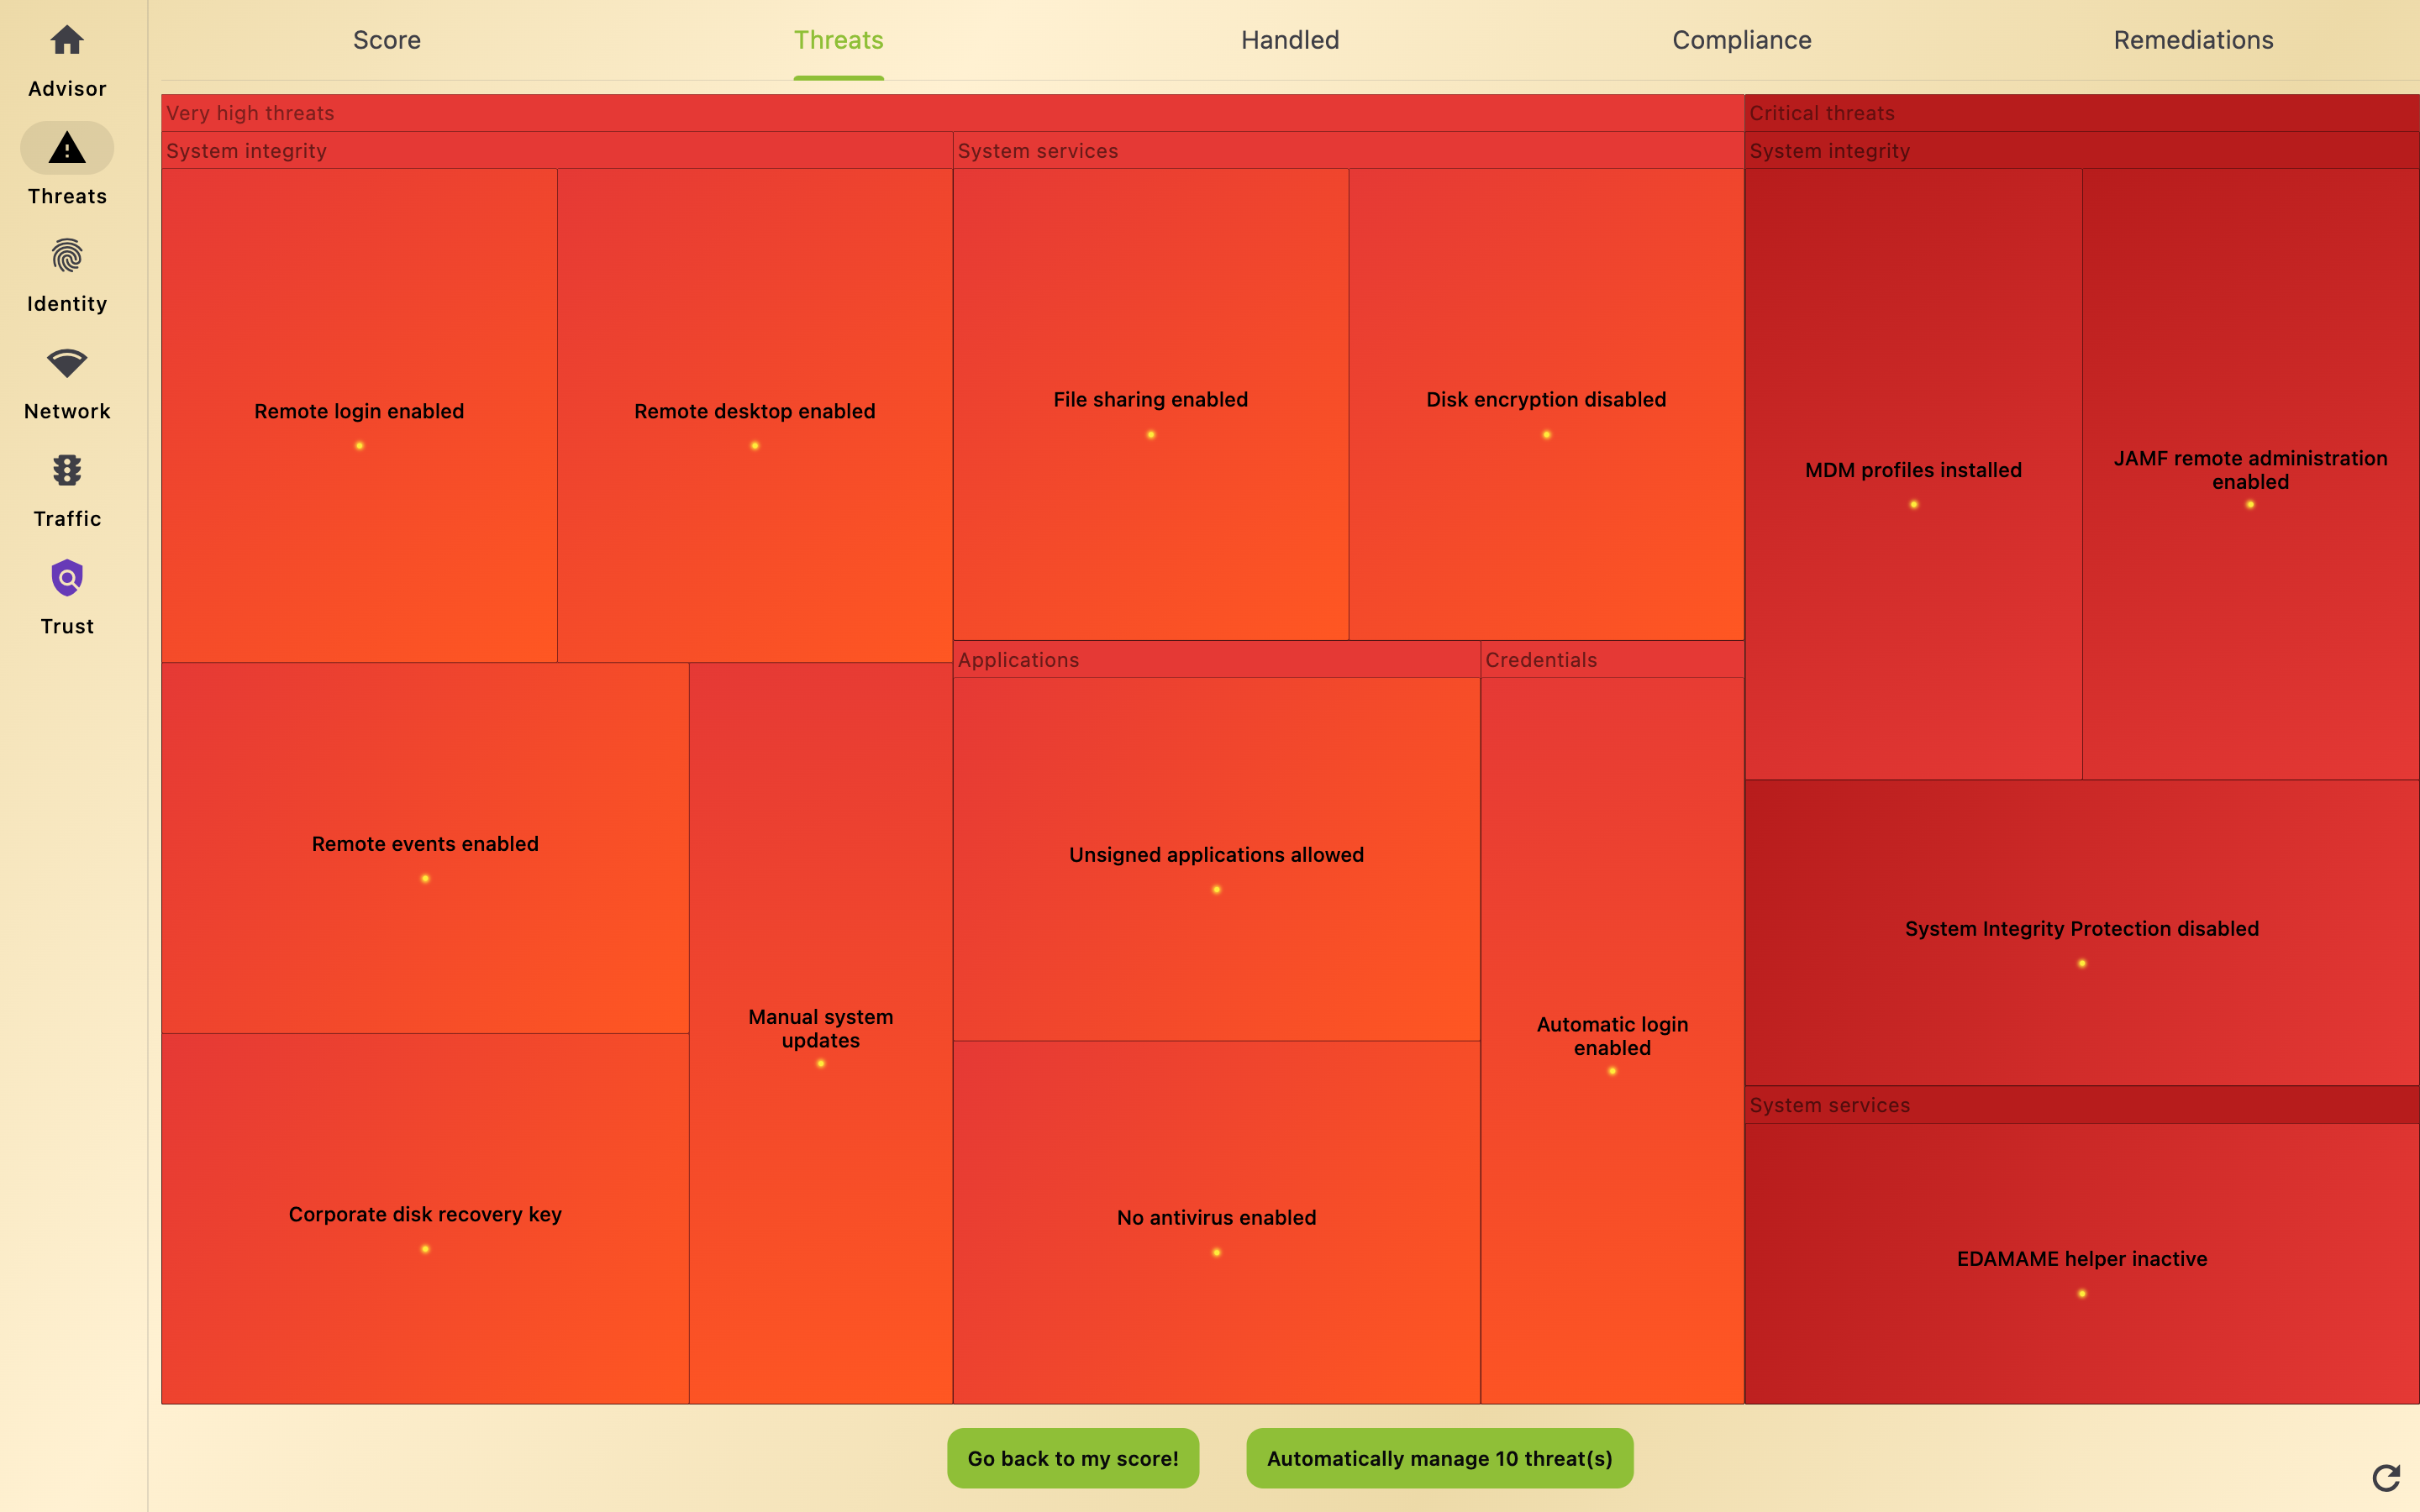 Advisor
Threats
Identity
Network
Traffic
Trust
Score
Threats
Handled
Compliance
Remediations
Very high threats
System integrity
Remote login enabled
Remote desktop enabled
Remote events enabled
Corporate disk recovery key
Manual system
updates
System services
File sharing enabled
Disk encryption disabled
Applications
Unsigned applications allowed
No antivirus enabled
Credentials
Automatic login
enabled
Critical threats
System integrity
MDM profiles installed
JAMF remote administration
enabled
System Integrity Protection disabled
System services
EDAMAME helper inactive
Go back to my score!
Automatically manage 10 threat(s)